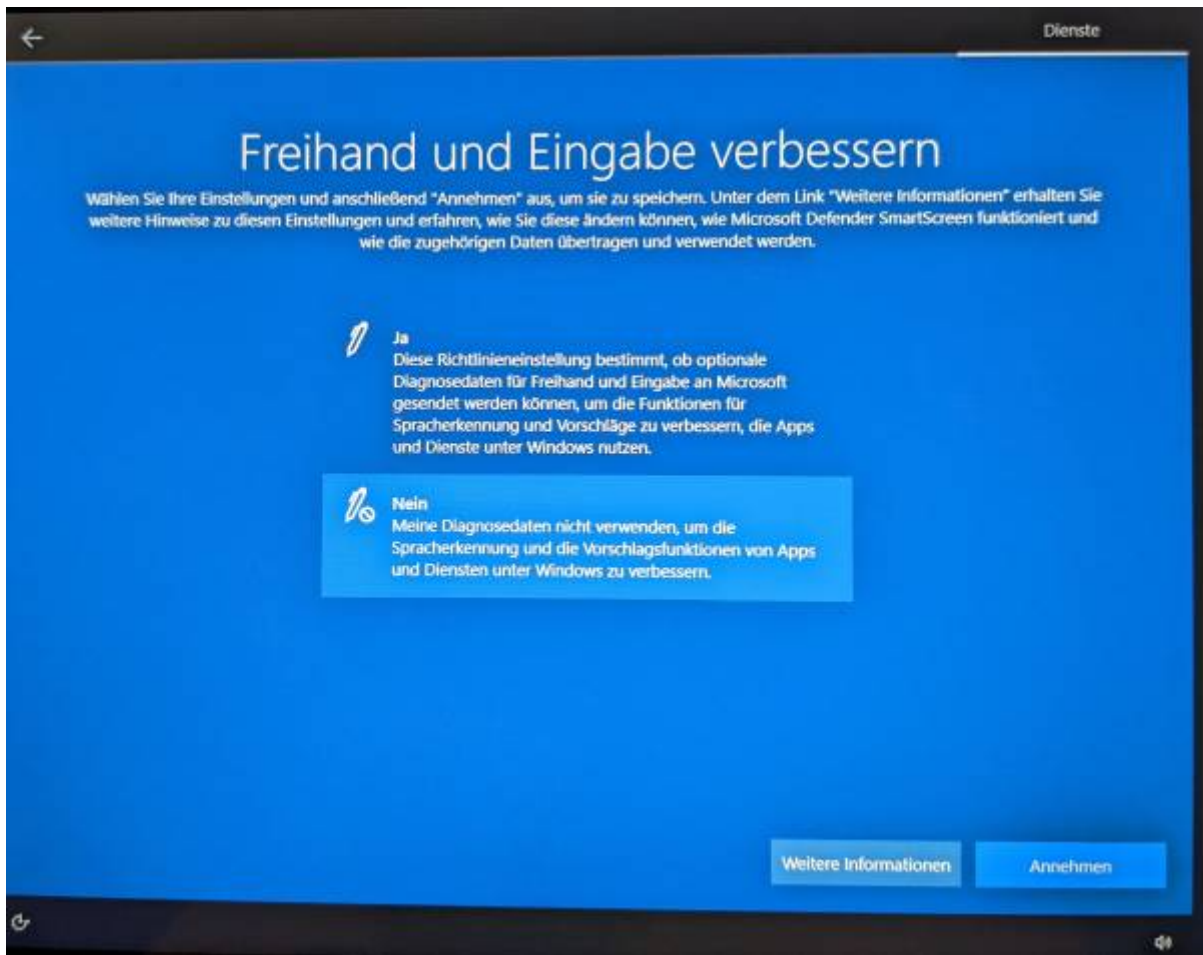 Dienste
Freihand und Eingabe verbessern
Wählen Sie Ihre Einstellungen und anschließend "Annehmen" aus, um sie zu speichern. Unter dem Link "Weitere Informationen" erhalten Sie
weitere Hinweise zu diesen Einstellungen und erfahren, wie Sie diese ändern können, wie Microsoft Defender SmartScreen funktioniert und
wie die zugehörigen Daten übertragen und verwendet werden.
Ja
Diese Richtlinieneinstellung bestimmt, ob optionale
Diagnosedaten für Freihand und Eingabe an Microsoft
gesendet werden können, um die Funktionen für
Spracherkennung und Vorschläge zu verbessern, die Apps
und Dienste unter Windows nutzen.
Nein
Meine Diagnosedaten nicht verwenden, um die
Spracherkennung und die Vorschlagsfunktionen von Apps
und Diensten unter Windows zu verbessern.
Weitere Informationen
Annehmen